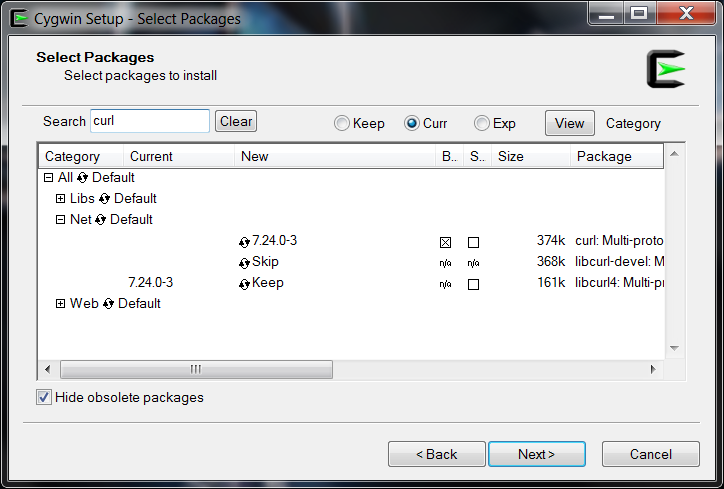 Cygwin Setup - Select Packages
Select Packages
Select packages to install
Search curl Clear Keep Curr Exp View Category
Category Current New B.. S.. Size Package
All Default
Libs Default
Net Default
7.24.0-3 374k curl: Multi-proto
Skip n/a n/a 368k libcurl-devel: M
7.24.0-3 Keep n/a 161k libcurl4: Multi-pr
Web Default
Hide obsolete packages
< Back Next > Cancel